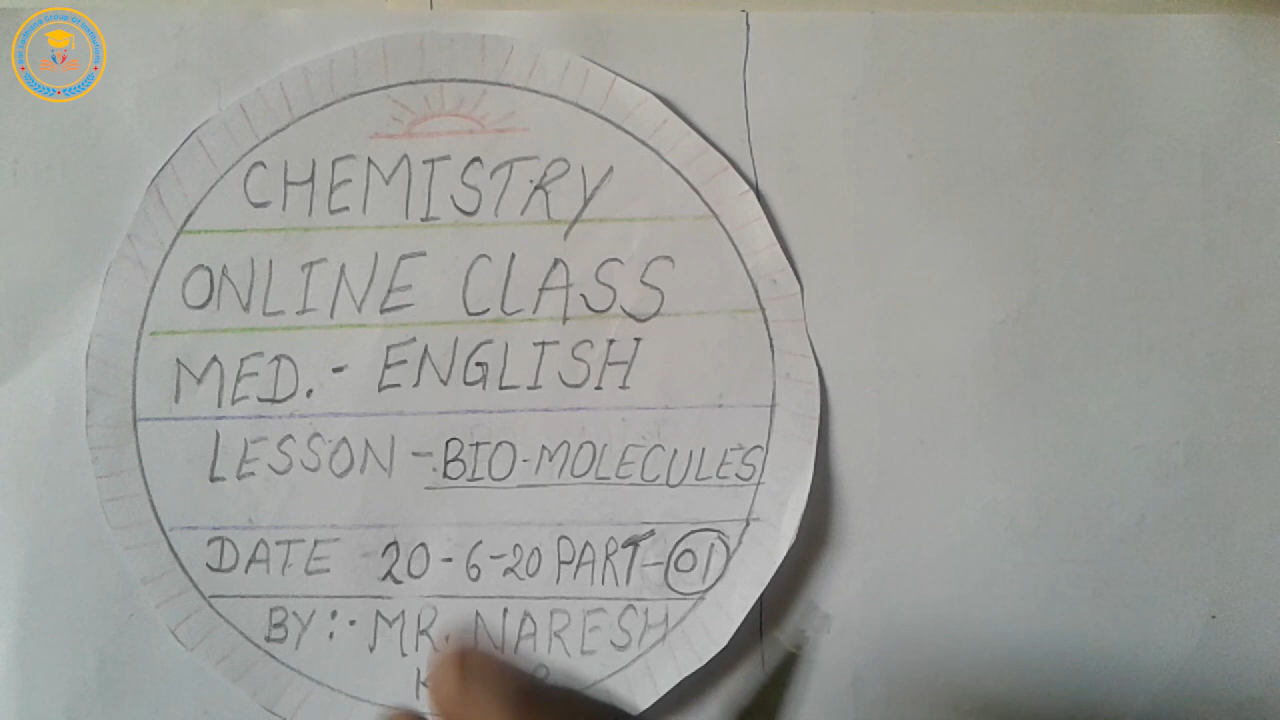 CHEMISTRY
ONLINE CLASS
MED.- ENGLISH
LESSON - BIO-MOLECULES
DATE 20-6-20 PART-01
BY:- MR. NARESH